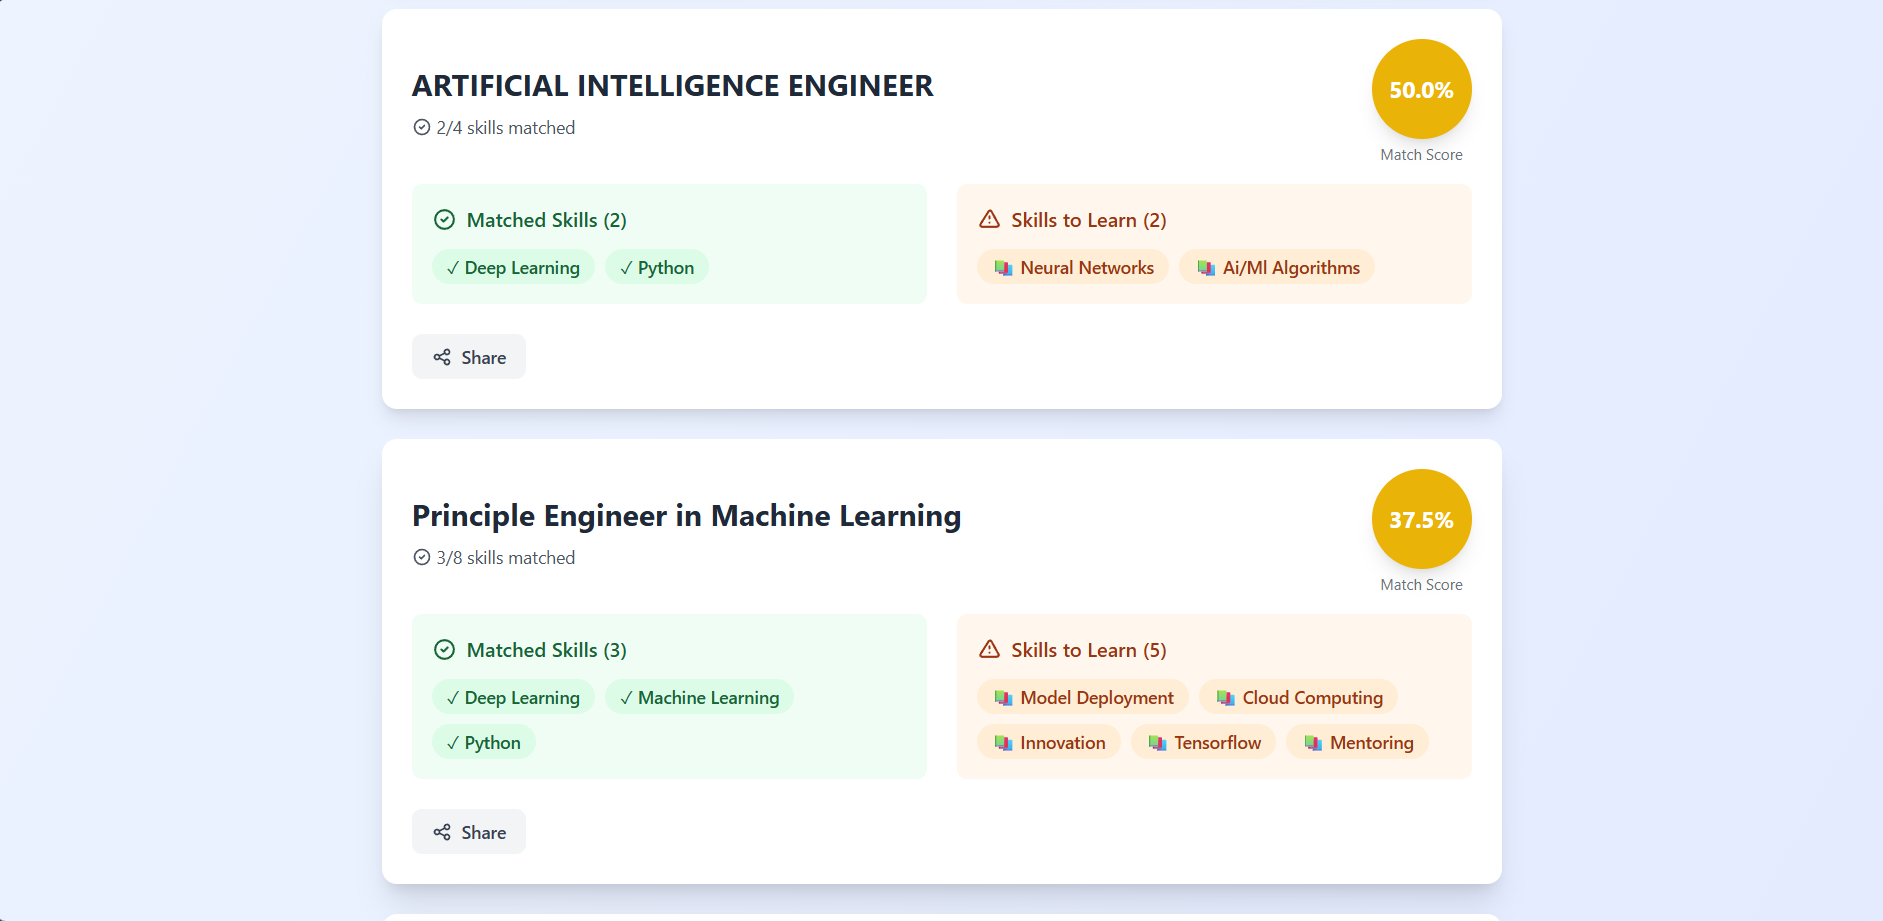 ARTIFICIAL INTELLIGENCE ENGINEER
2/4 skills matched
50.0%
Match Score
Matched Skills (2)
✓ Deep Learning ✓ Python
Skills to Learn (2)
Neural Networks Ai/Ml Algorithms
Share
Principle Engineer in Machine Learning
3/8 skills matched
37.5%
Match Score
Matched Skills (3)
✓ Deep Learning ✓ Machine Learning
✓ Python
Skills to Learn (5)
Model Deployment Cloud Computing
Innovation Tensorflow Mentoring
Share